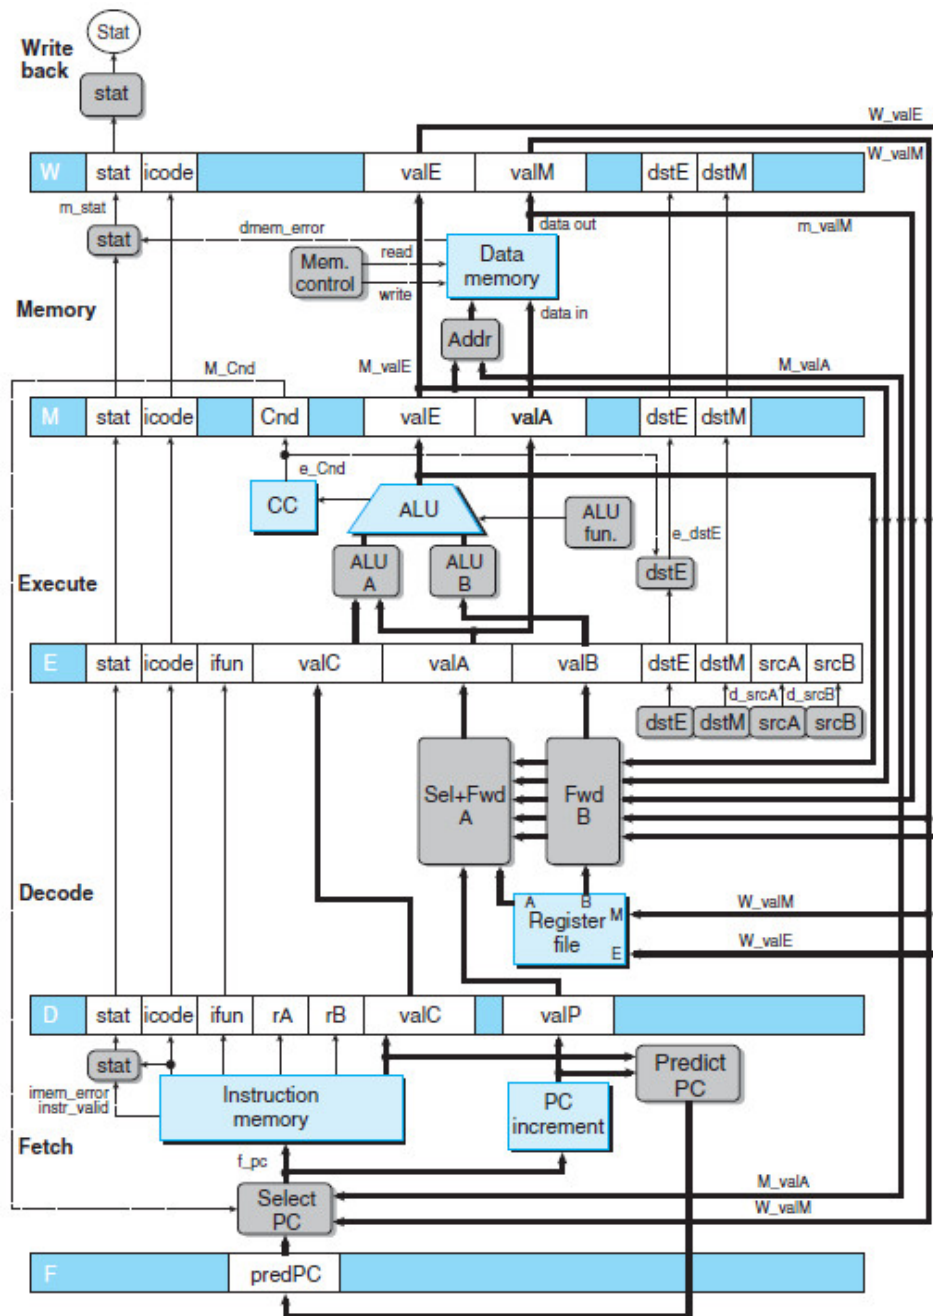 Stat
Write
back
stat
W_valE
W_valM
W stat icode valE valM dstE dstM
m_stat
data out
m_valM
stat
dmem_error
Mem.
control
read
write
Data
memory
Memory
data in
Addr
M_Cnd
M_valE
M_valA
M stat icode Cnd valE valA dstE dstM
e_Cnd
CC
ALU
ALU
fun.
e_dstE
ALU
A
ALU
B
dstE
Execute
E stat icode ifun valC valA valB dstE dstM srcA srcB
d_srcA d_srcB
dstE dstM srcA srcB
Sel+Fwd
A
Fwd
B
Decode
A B
Register
file
M
E
W_valM
W_valE
D stat icode ifun rA rB valC valP
stat
imem_error
instr_valid
Instruction
memory
PC
increment
Predict
PC
Fetch
f_pc
M_valA
W_valM
Select
PC
F predPC